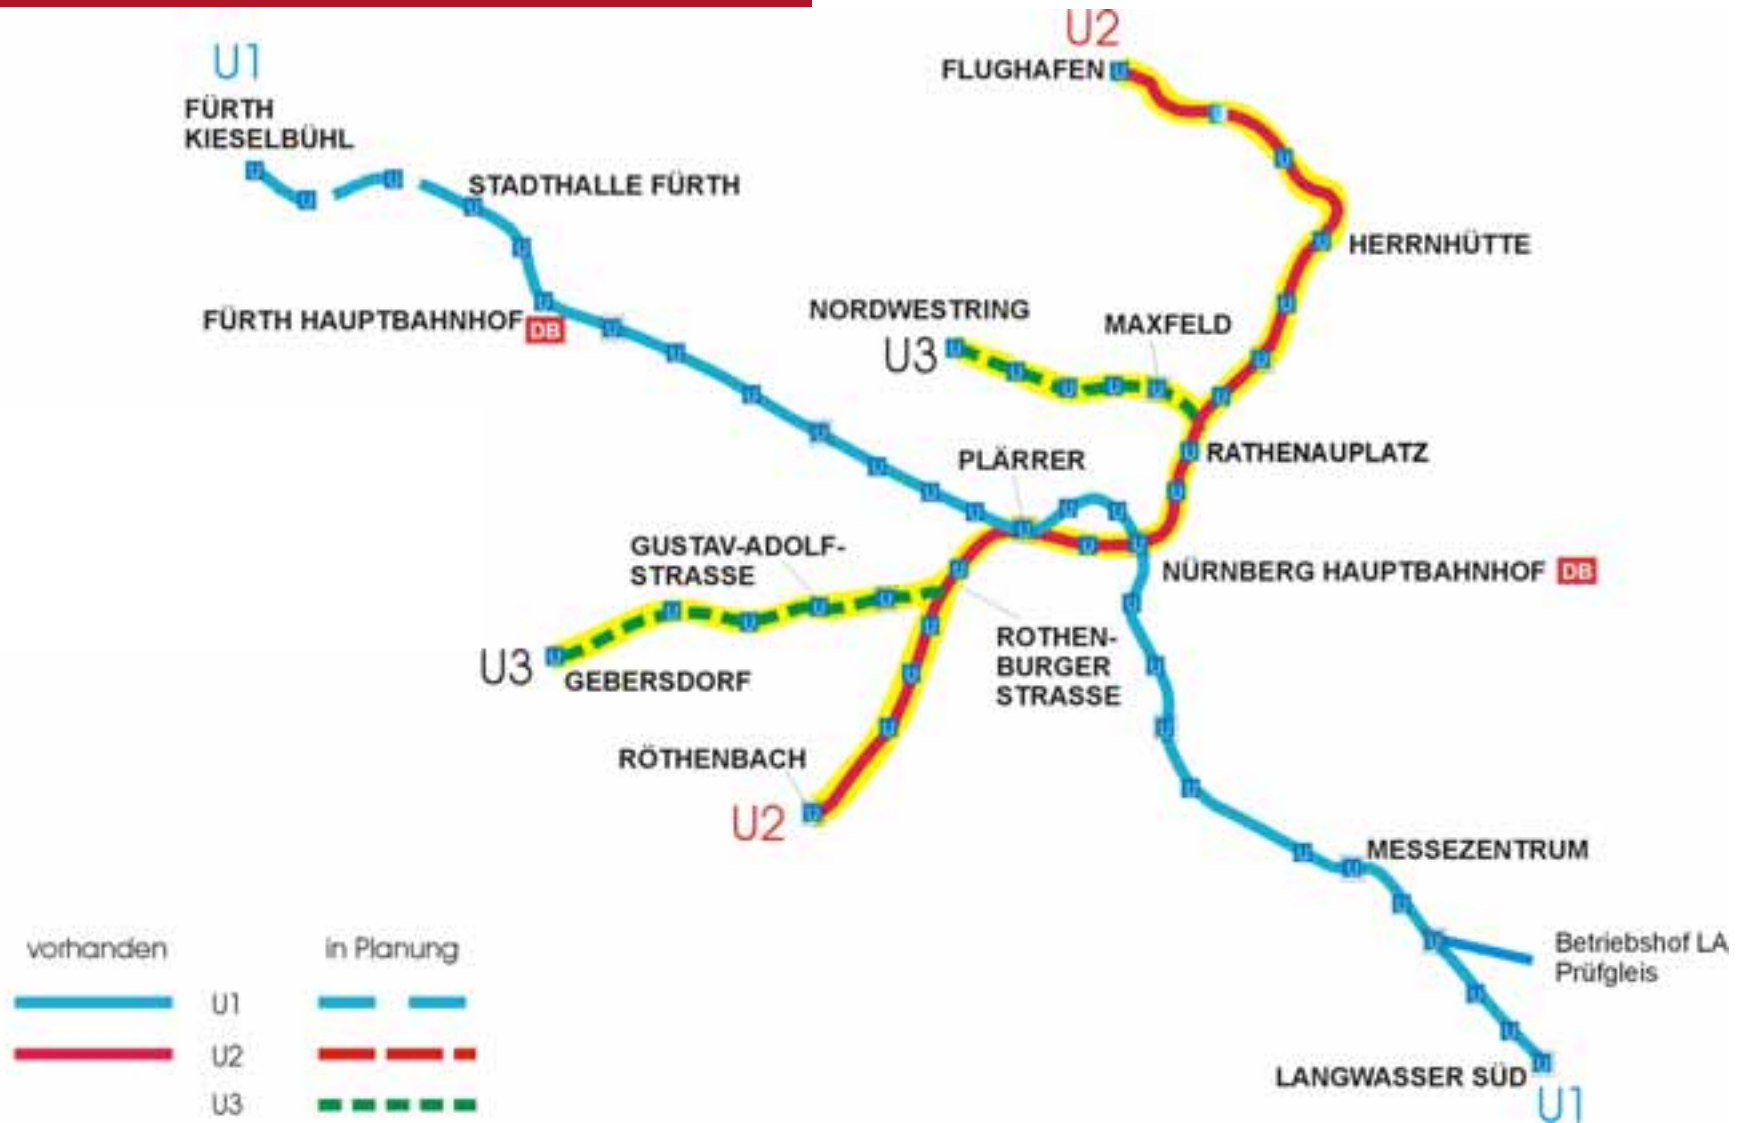 U2
FLUGHAFEN
U1
FÜRTH
KIESELBÜHL
STADTHALLE FÜRTH
HERRNHÜTTE
NORDWESTRING
MAXFELD
FÜRTH HAUPTBAHNHOF DB
U3
PLÄRRER
RATHENAUPLATZ
GUSTAV-ADOLF-
STRASSE
NÜRNBERG HAUPTBAHNHOF DB
ROTHEN-
BURGER
STRASSE
U3
GEBERSDORF
RÖTHENBACH
U2
MESSEZENTRUM
vorhanden in Planung
Betriebshof LA
Prüfgleis
U1
U2
LANGWASSER SÜD
U1
U3